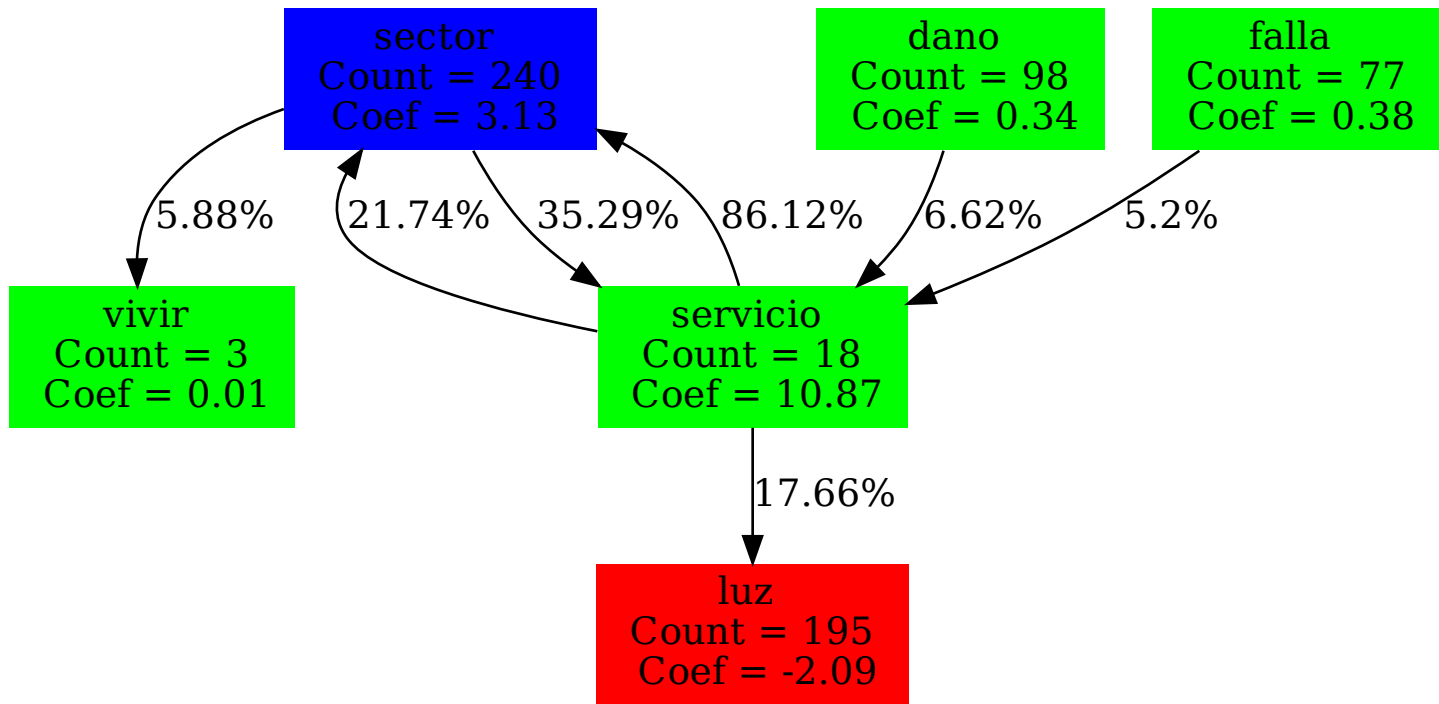 sector
Count = 240
Coef = 3.13
dano
Count = 98
Coef = 0.34
falla
Count = 77
Coef = 0.38
5.88%
21.74%
35.29%
86.12%
6.62%
5.2%
vivir
Count = 3
Coef = 0.01
servicio
Count = 18
Coef = 10.87
17.66%
luz
Count = 195
Coef = -2.09